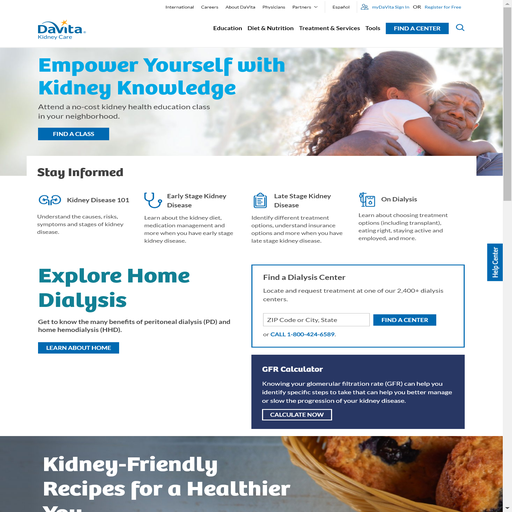 International
Careers
About DaVita
Physicians
Partners
Español
myDaVita Sign In OR Register for Free
DaVita
Kidney Care
Education
Diet & Nutrition
Treatment & Services
Tools
FIND A CENTER
Empower Yourself with
Kidney Knowledge
Attend a no-cost kidney health education class
in your neighborhood.
FIND A CLASS
Stay Informed
Kidney Disease 101
Understand the causes, risks,
symptoms and stages of kidney
disease.
Early Stage Kidney
Disease
Learn about the kidney diet,
medication management and
more when you have early stage
kidney disease.
Late Stage Kidney
Disease
Identify different treatment
options, understand insurance
options and more when you have
late stage kidney disease.
On Dialysis
Learn about choosing treatment
options (including transplant),
eating right, staying active and
employed, and more.
Help Center
Explore Home
Dialysis
Get to know the many benefits of peritoneal dialysis (PD) and
home hemodialysis (HHD).
LEARN ABOUT HOME
Find a Dialysis Center
Locate and request treatment at one of our 2,400+ dialysis
centers.
ZIP Code or City, State
FIND A CENTER
or CALL 1-800-424-6589.
GFR Calculator
Knowing your glomerular filtration rate (GFR) can help you
identify specific steps to take that can help you better manage
or slow the progression of your kidney disease.
CALCULATE NOW
Kidney-Friendly
Recipes for a Healthier
You